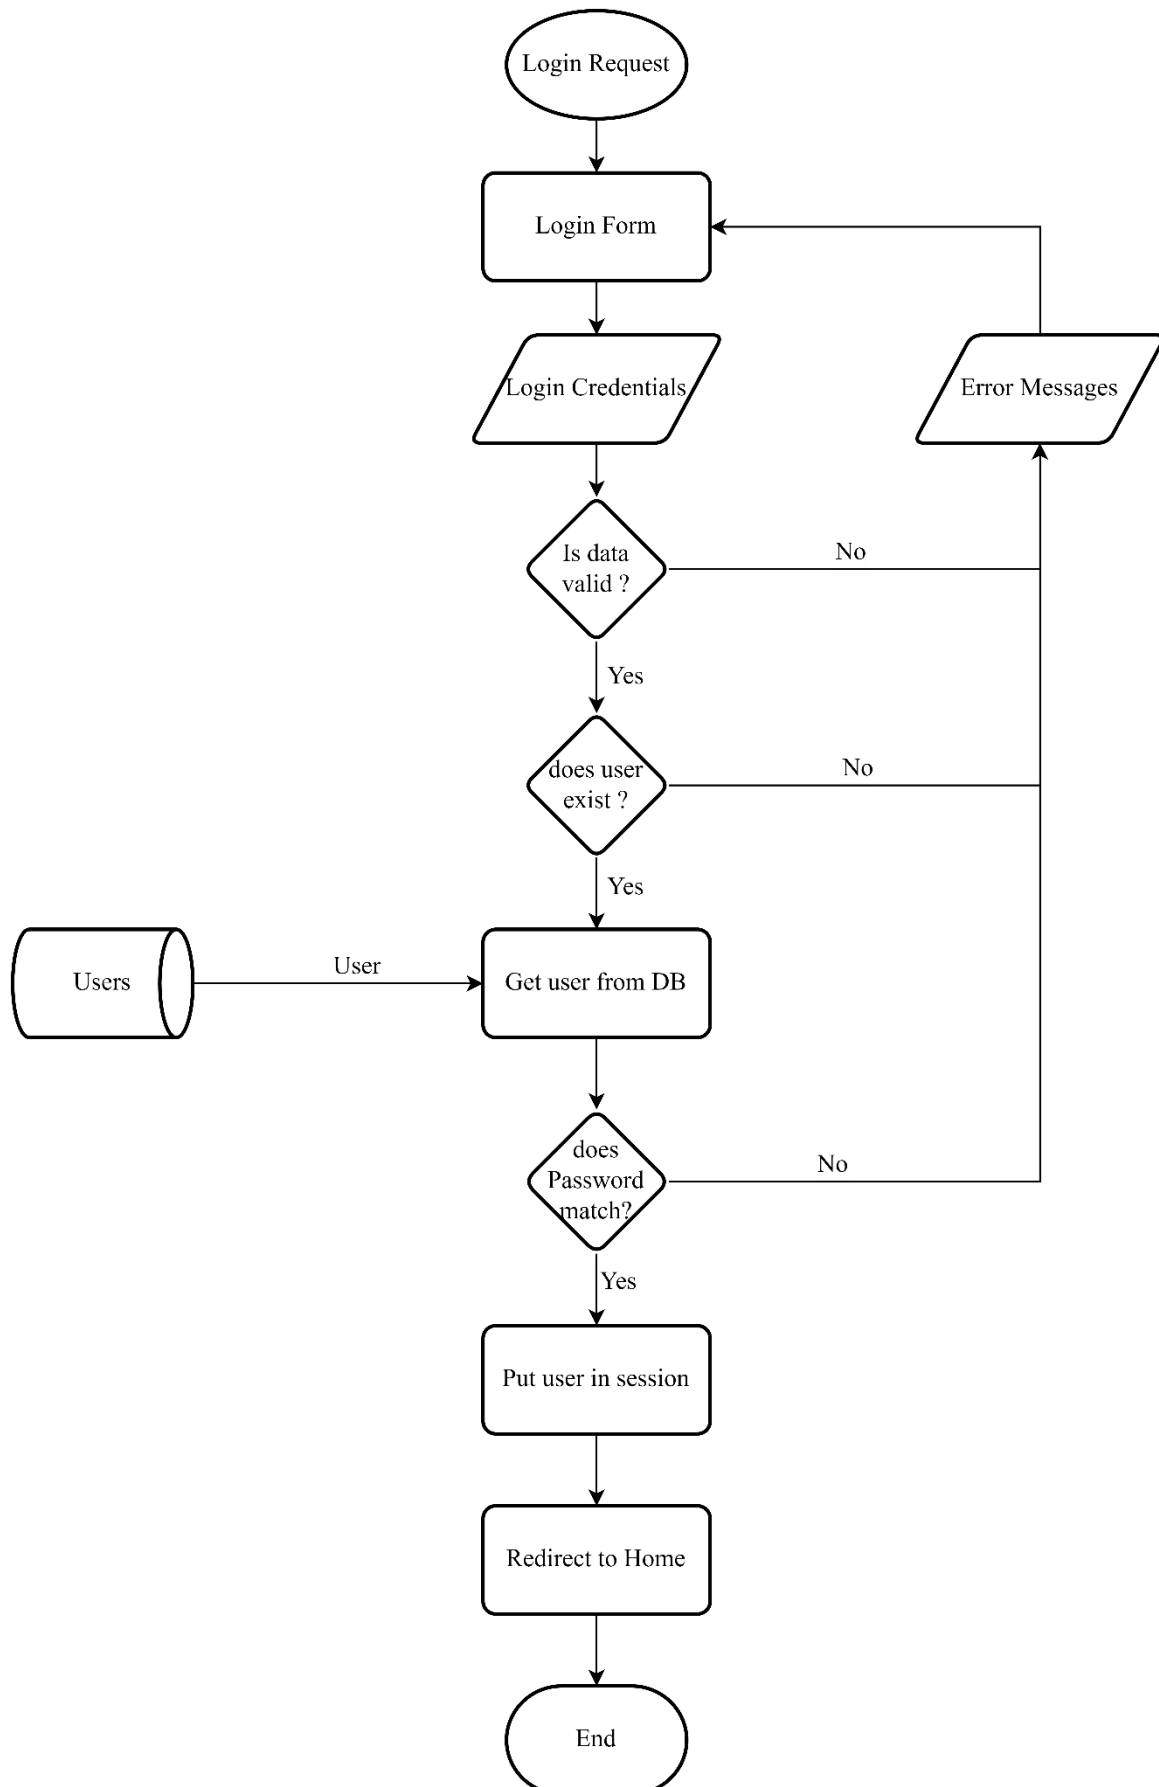 Login Request
Login Form
Login Credentials
Error Messages
Is data
valid ?
No
Yes
does user
exist ?
No
Yes
Users
User
Get user from DB
does
Password
match?
No
Yes
Put user in session
Redirect to Home
End